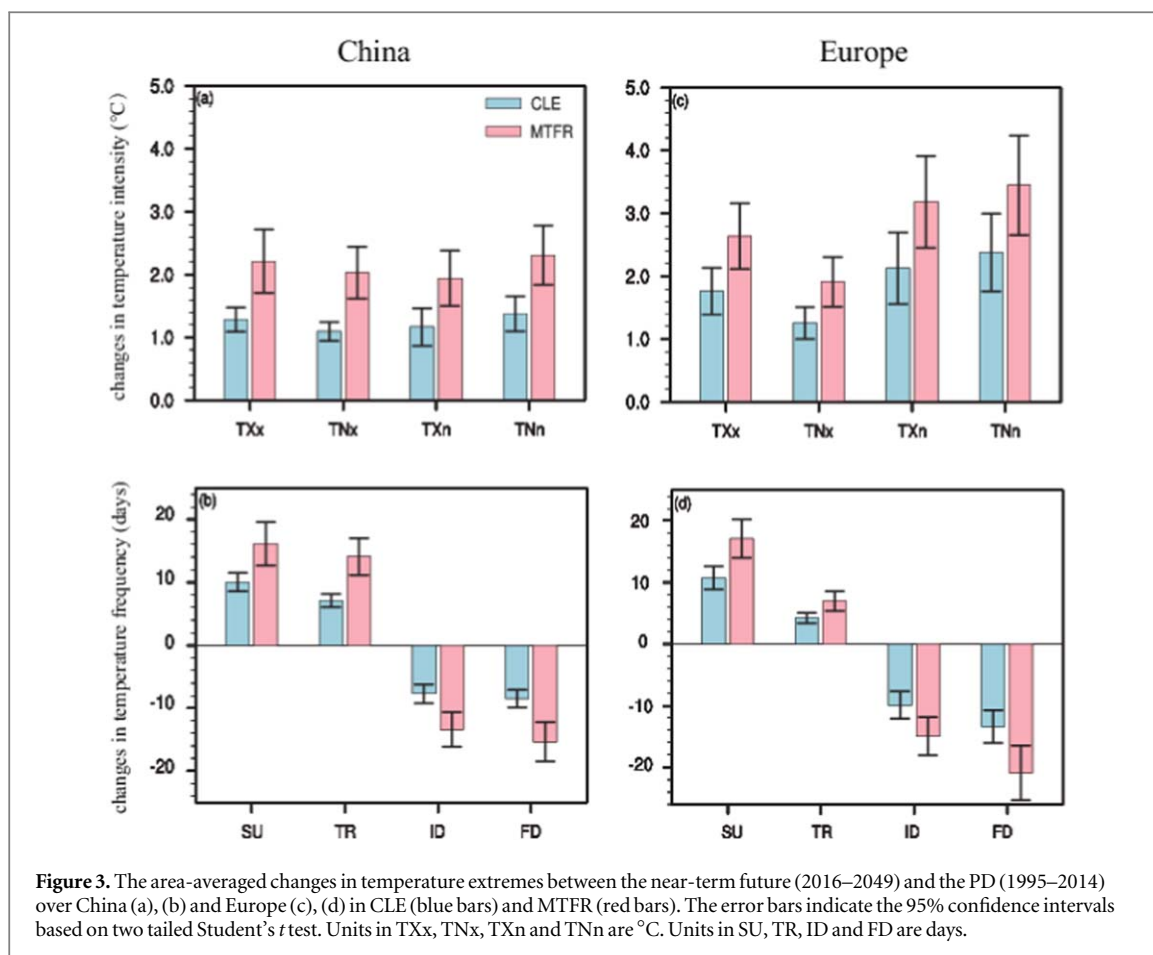 China
Europe
changes in temperature intensity (°C)
5.0
4.0
3.0
2.0
1.0
0.0
(a)
CLE
MTFR
TXx TNx TXn TNn
5.0
4.0
3.0
2.0
1.0
0.0
(c)
TXx TNx TXn TNn
changes in temperature frequency (days)
20
10
0
-10
-20
(b)
SU TR ID FD
20
10
0
-10
-20
(d)
SU TR ID FD
Figure 3. The area-averaged changes in temperature extremes between the near-term future (2016–2049) and the PD (1995–2014)
over China (a), (b) and Europe (c), (d) in CLE (blue bars) and MTFR (red bars). The error bars indicate the 95% confidence intervals
based on two tailed Student's t test. Units in TXx, TNx, TXn and TNn are °C. Units in SU, TR, ID and FD are days.